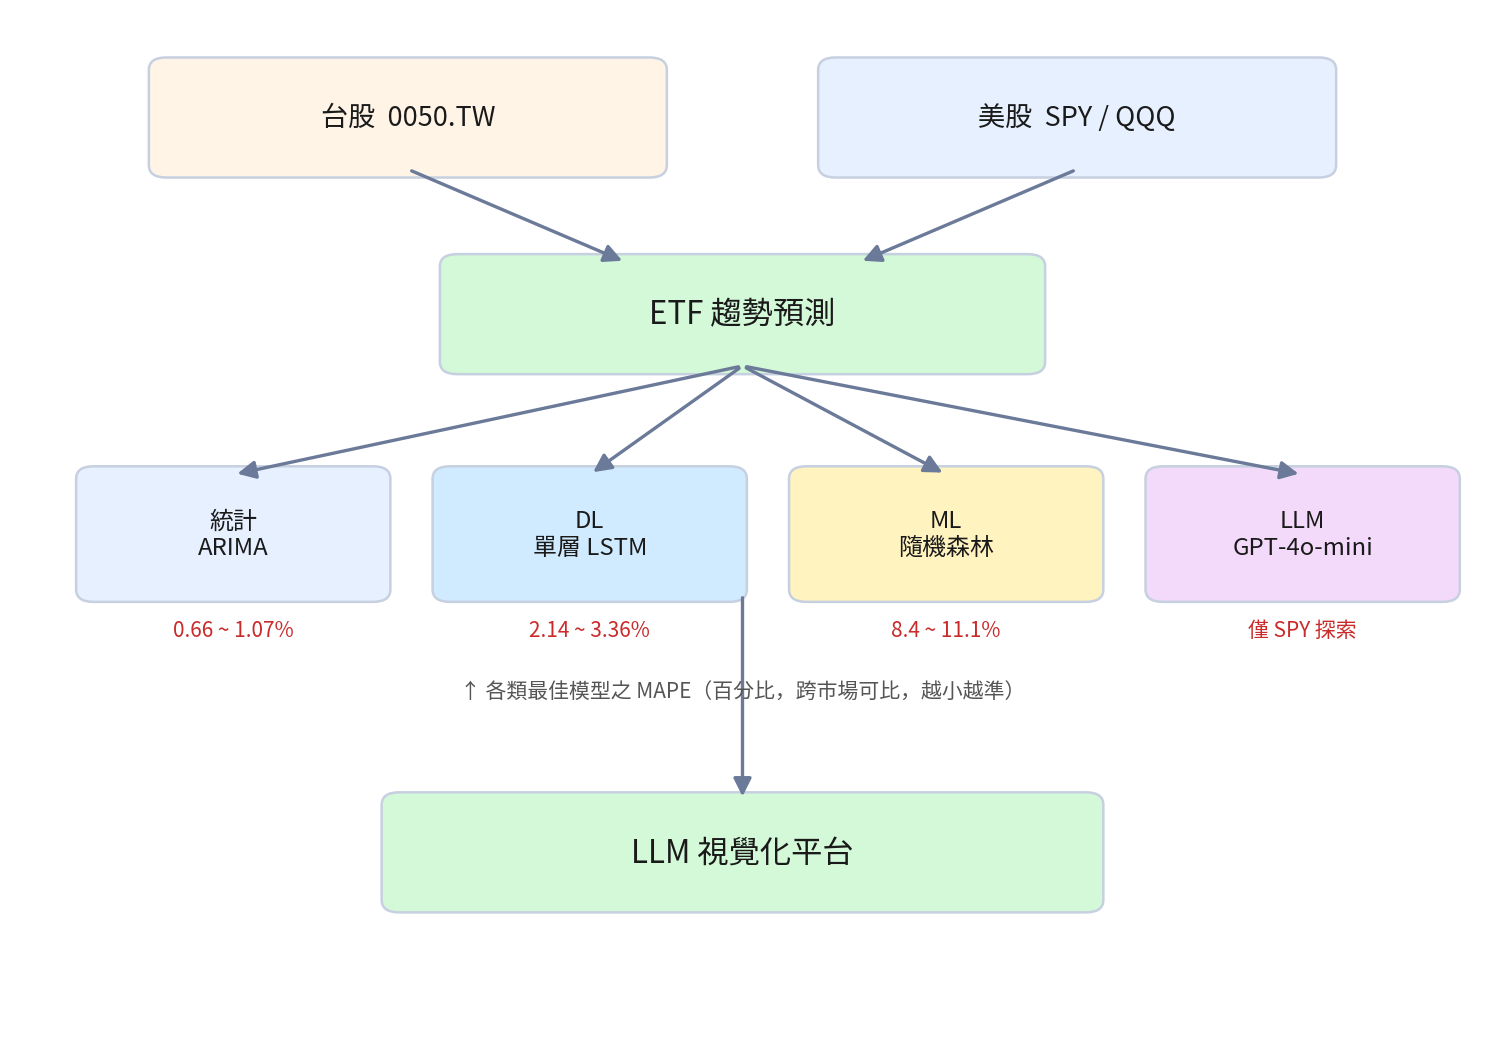 台股 0050.TW
美股 SPY / QQQ
ETF 趨勢預測
統計
ARIMA
DL
單層 LSTM
ML
隨機森林
LLM
GPT-4o-mini
0.66 ~ 1.07%
2.14 ~ 3.36%
8.4 ~ 11.1%
僅 SPY 探索
↑ 各類最佳模型之 MAPE（百分比，跨市場可比，越小越準）
LLM 視覺化平台